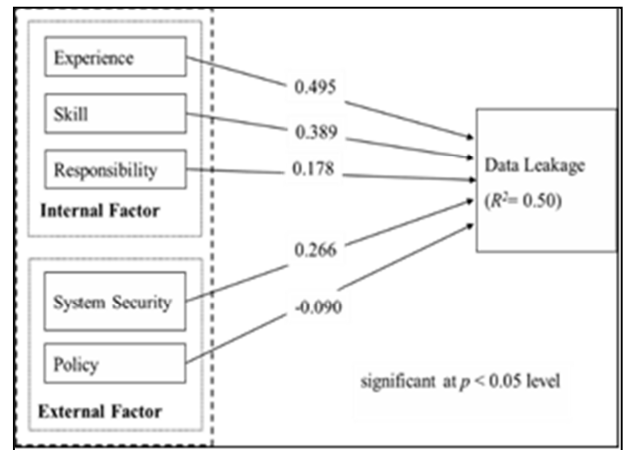 Experience
Skill
Responsibility
Internal Factor
System Security
Policy
External Factor
0.495
0.389
0.178
0.266
-0.090
Data Leakage
(R²= 0.50)
significant at p < 0.05 level